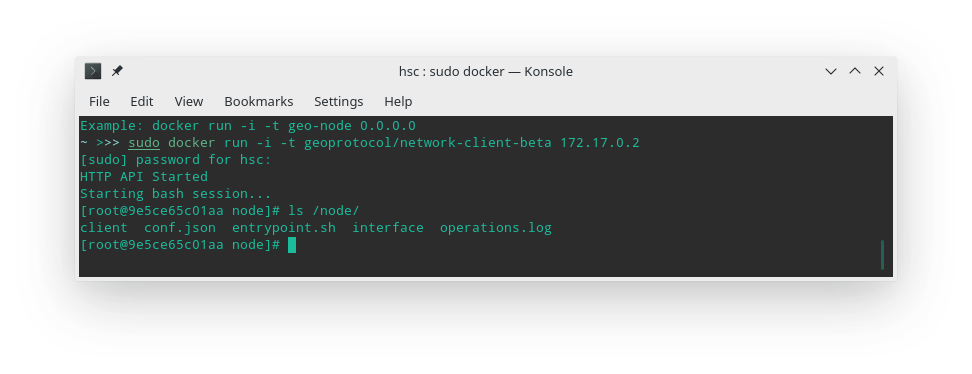 hsc : sudo docker — Konsole
File Edit View Bookmarks Settings Help
Example: docker run -i -t geo-node 0.0.0.0
~ >>> sudo docker run -i -t geoprotocol/network-client-beta 172.17.0.2
[sudo] password for hsc:
HTTP API Started
Starting bash session...
[root@9e5ce65c01aa node]# ls /node/
client  conf.json  entrypoint.sh  interface  operations.log
[root@9e5ce65c01aa node]#